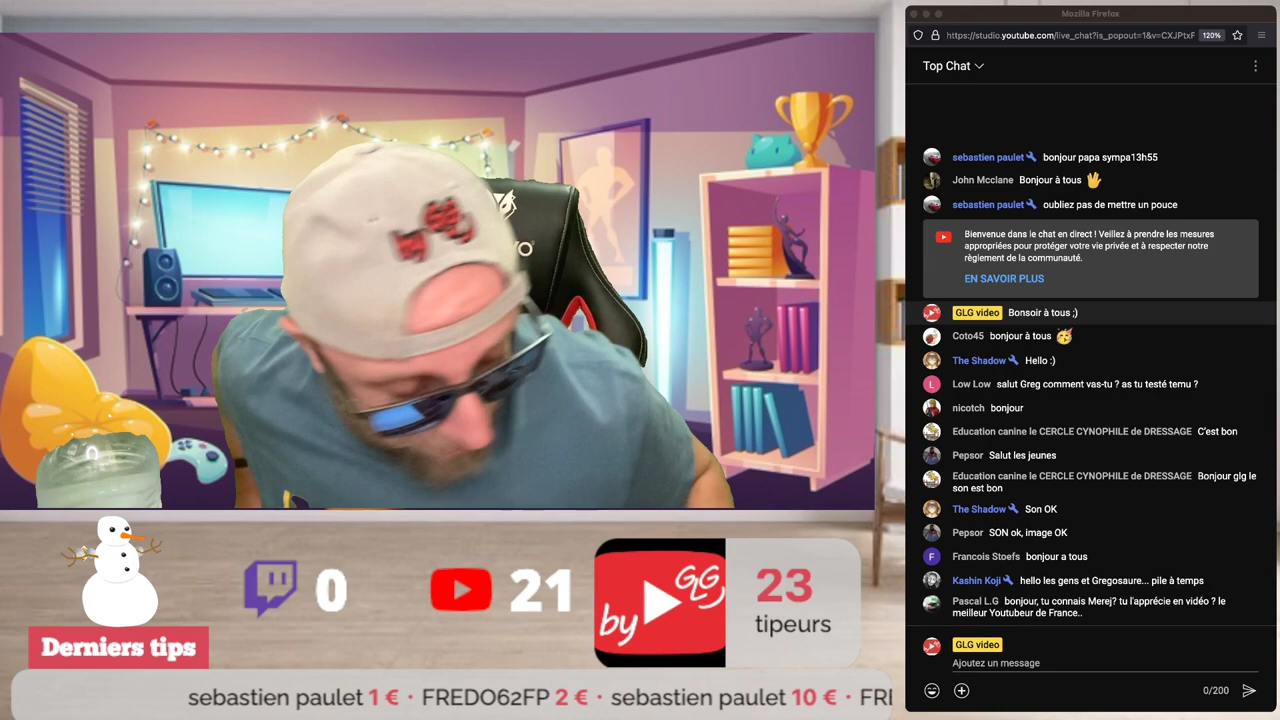 Mozilla Firefox
https://studio.youtube.com/live_chat?is_popout=1&v=CXJPtxF
120%
Top Chat
sebastien paulet bonjour papa sympa13h55
John Mcclane Bonjour à tous 🖖
sebastien paulet oubliez pas de mettre un pouce
Bienvenue dans le chat en direct ! Veillez à prendre les mesures
appropriées pour protéger votre vie privée et à respecter notre
règlement de la communauté.
EN SAVOIR PLUS
GLG video Bonsoir à tous ;)
Coto45 bonjour à tous 🥳
The Shadow Hello :)
L Low Low salut Greg comment vas-tu ? as tu testé temu ?
nicotch bonjour
Education canine le CERCLE CYNOPHILE de DRESSAGE C'est bon
Pepsor Salut les jeunes
Education canine le CERCLE CYNOPHILE de DRESSAGE Bonjour glg le
son est bon
The Shadow Son OK
Pepsor SON ok, image OK
F Francois Stoefs bonjour a tous
Kashin Koji hello les gens et Gregosaure... pile à temps
Pascal L.G bonjour, tu connais Merej? tu l'apprécie en vidéo ? le
meilleur Youtubeur de France..
GLG video
Ajoutez un message
0/200
0
21
by GLG
23
tipeurs
Derniers tips
sebastien paulet 1 € · FREDO62FP 2 € · sebastien paulet 10 € · FRE